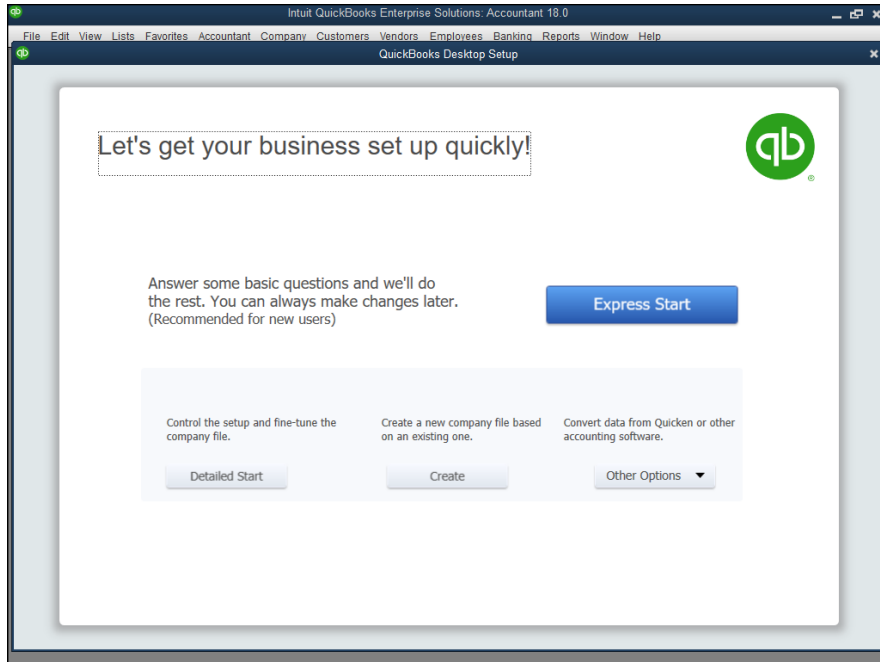 Intuit QuickBooks Enterprise Solutions: Accountant 18.0
File Edit View Lists Favorites Accountant Company Customers Vendors Employees Banking Reports Window Help
QuickBooks Desktop Setup
Let's get your business set up quickly!
qb
Answer some basic questions and we'll do
the rest. You can always make changes later.
(Recommended for new users)
Express Start
Control the setup and fine-tune the
company file.
Detailed Start
Create a new company file based
on an existing one.
Create
Convert data from Quicken or other
accounting software.
Other Options